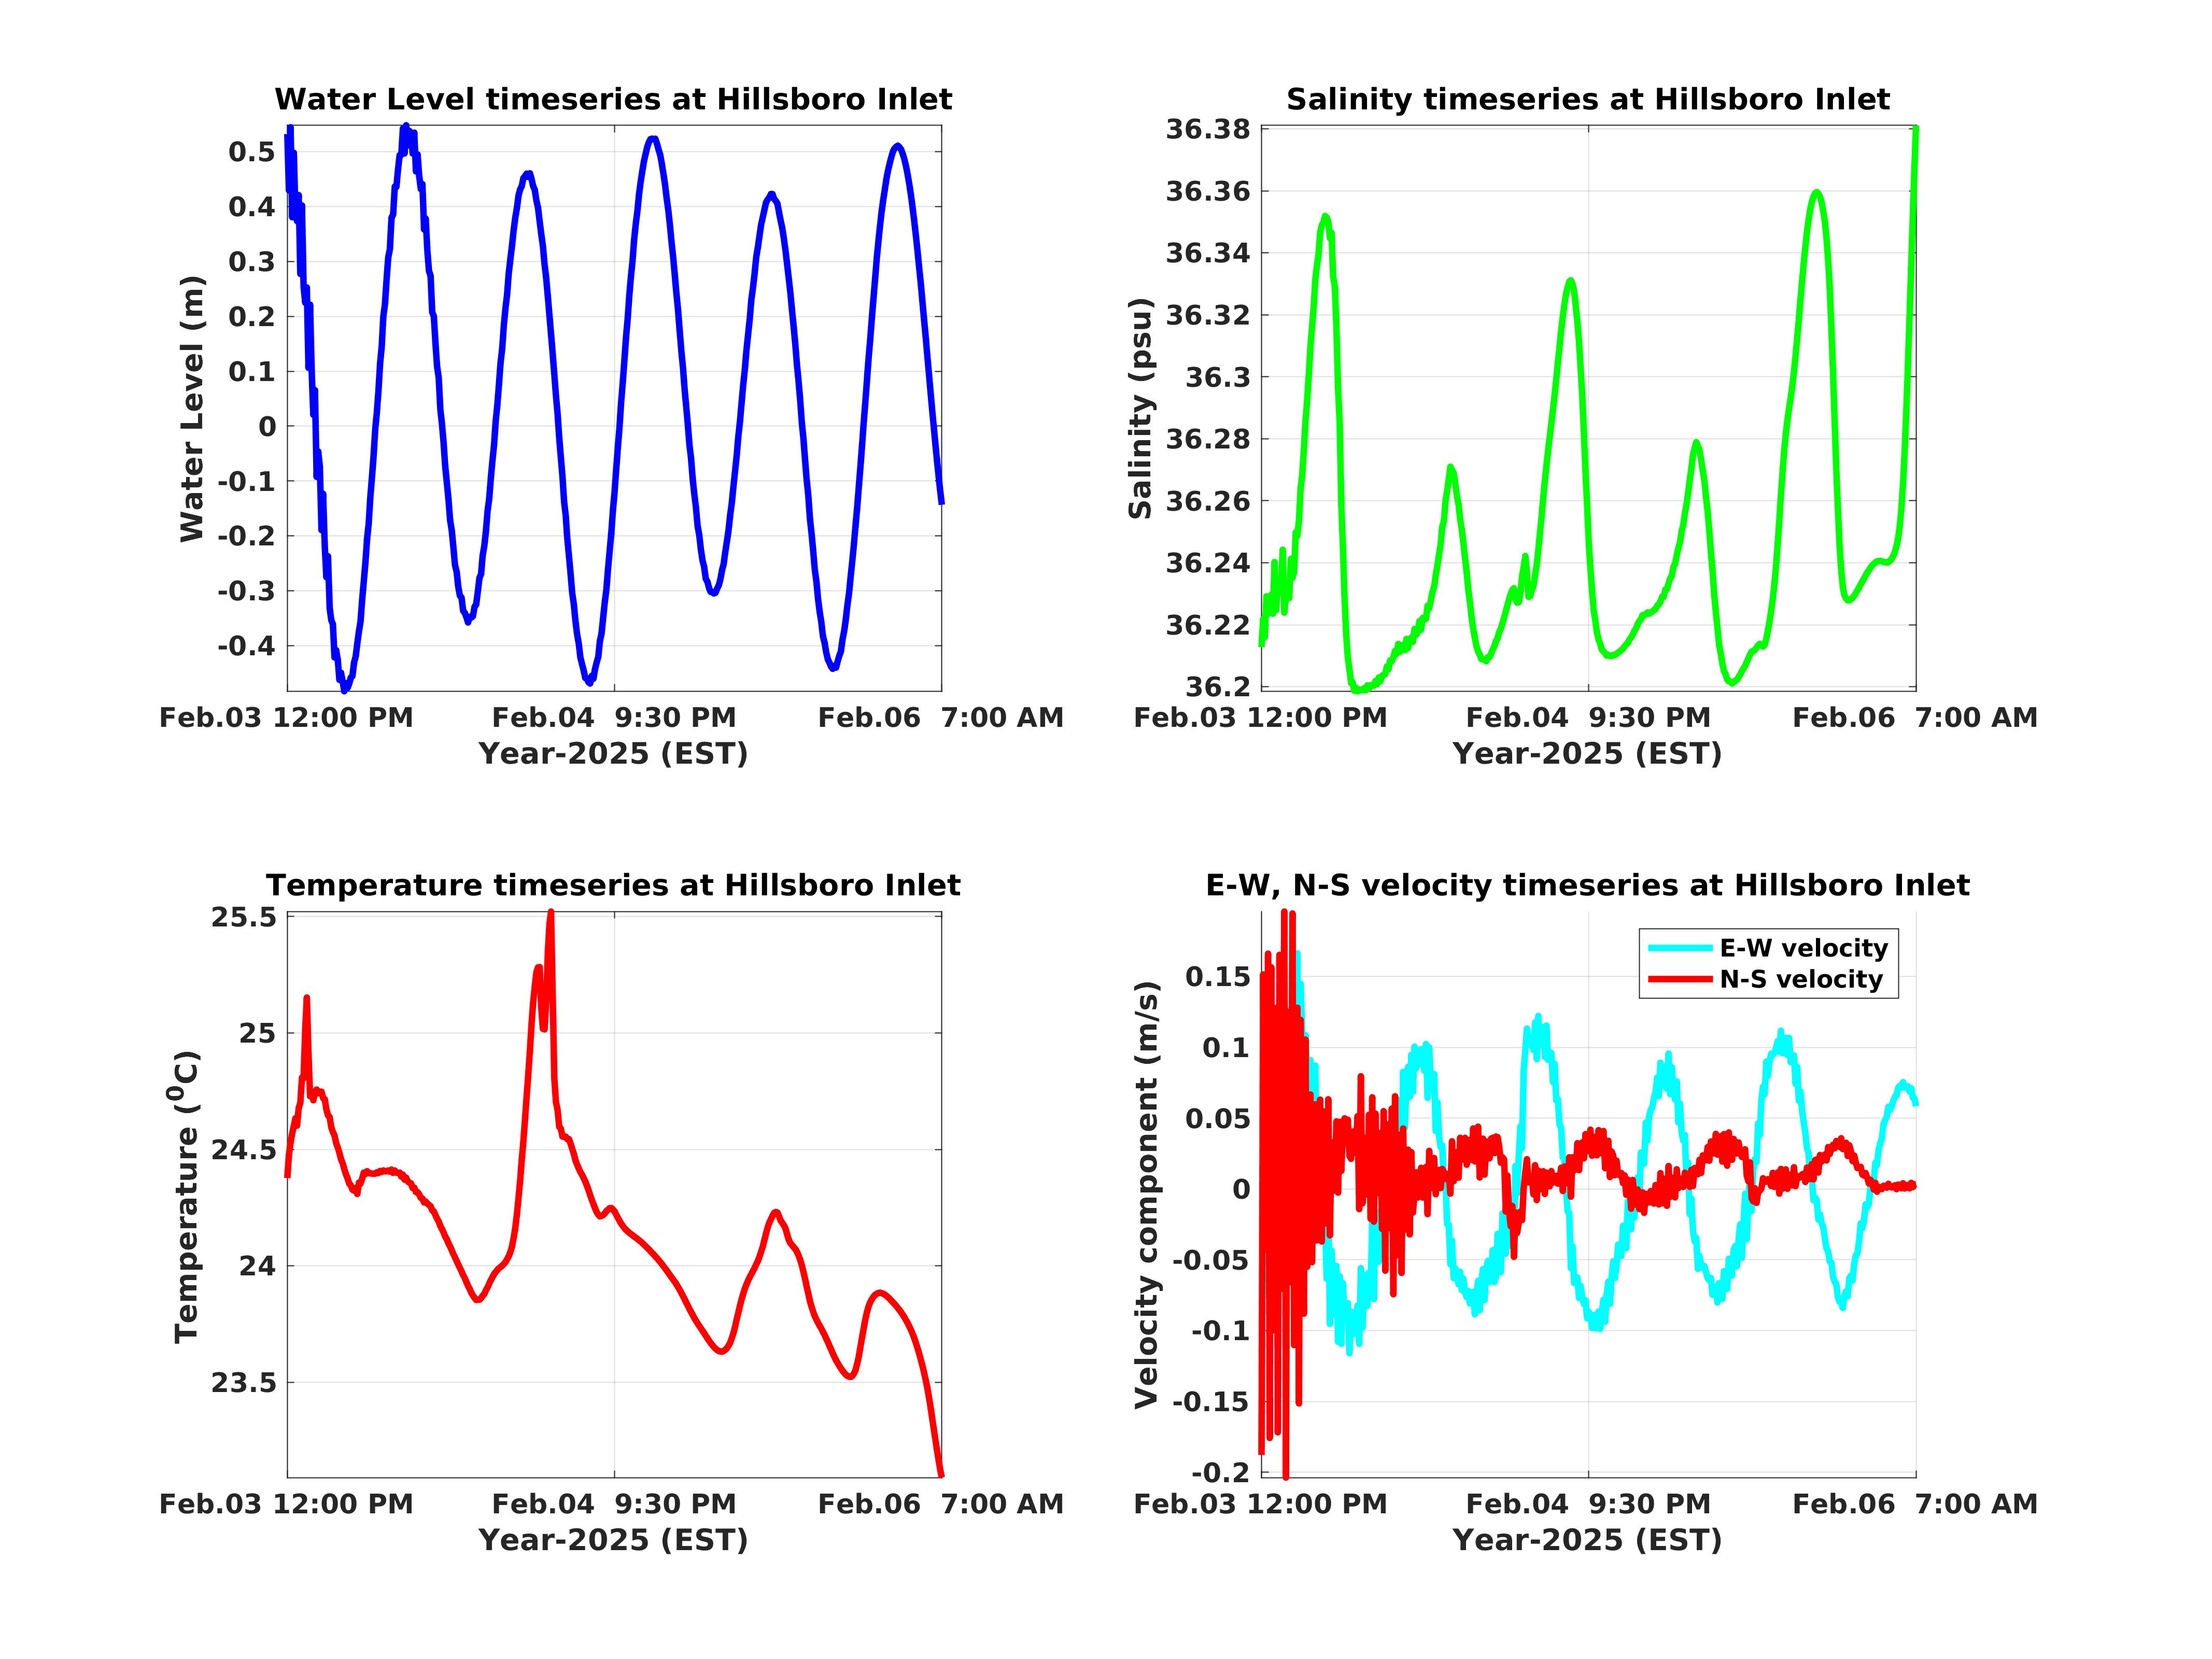 Water Level timeseries at Hillsboro Inlet
0.5
0.4
0.3
0.2
0.1
0
-0.1
-0.2
-0.3
-0.4
Water Level (m)
Feb.03 12:00 PM
Feb.04 9:30 PM
Feb.06 7:00 AM
Year-2025 (EST)
Salinity timeseries at Hillsboro Inlet
36.38
36.36
36.34
36.32
36.3
36.28
36.26
36.24
36.22
36.2
Salinity (psu)
Feb.03 12:00 PM
Feb.04 9:30 PM
Feb.06 7:00 AM
Year-2025 (EST)
Temperature timeseries at Hillsboro Inlet
25.5
25
24.5
24
23.5
Temperature (⁰C)
Feb.03 12:00 PM
Feb.04 9:30 PM
Feb.06 7:00 AM
Year-2025 (EST)
E-W, N-S velocity timeseries at Hillsboro Inlet
E-W velocity
N-S velocity
0.15
0.1
0.05
0
-0.05
-0.1
-0.15
-0.2
Velocity component (m/s)
Feb.03 12:00 PM
Feb.04 9:30 PM
Feb.06 7:00 AM
Year-2025 (EST)